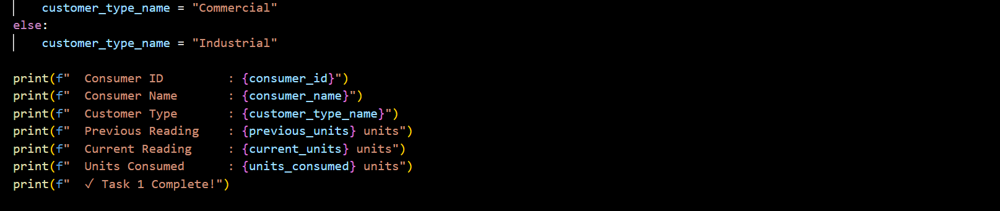 customer_type_name = "Commercial"
else:
    customer_type_name = "Industrial"
print(f"  Consumer ID         : {consumer_id}")
print(f"  Consumer Name       : {consumer_name}")
print(f"  Customer Type       : {customer_type_name}")
print(f"  Previous Reading    : {previous_units} units")
print(f"  Current Reading     : {current_units} units")
print(f"  Units Consumed      : {units_consumed} units")
print(f"  ✓ Task 1 Complete!")